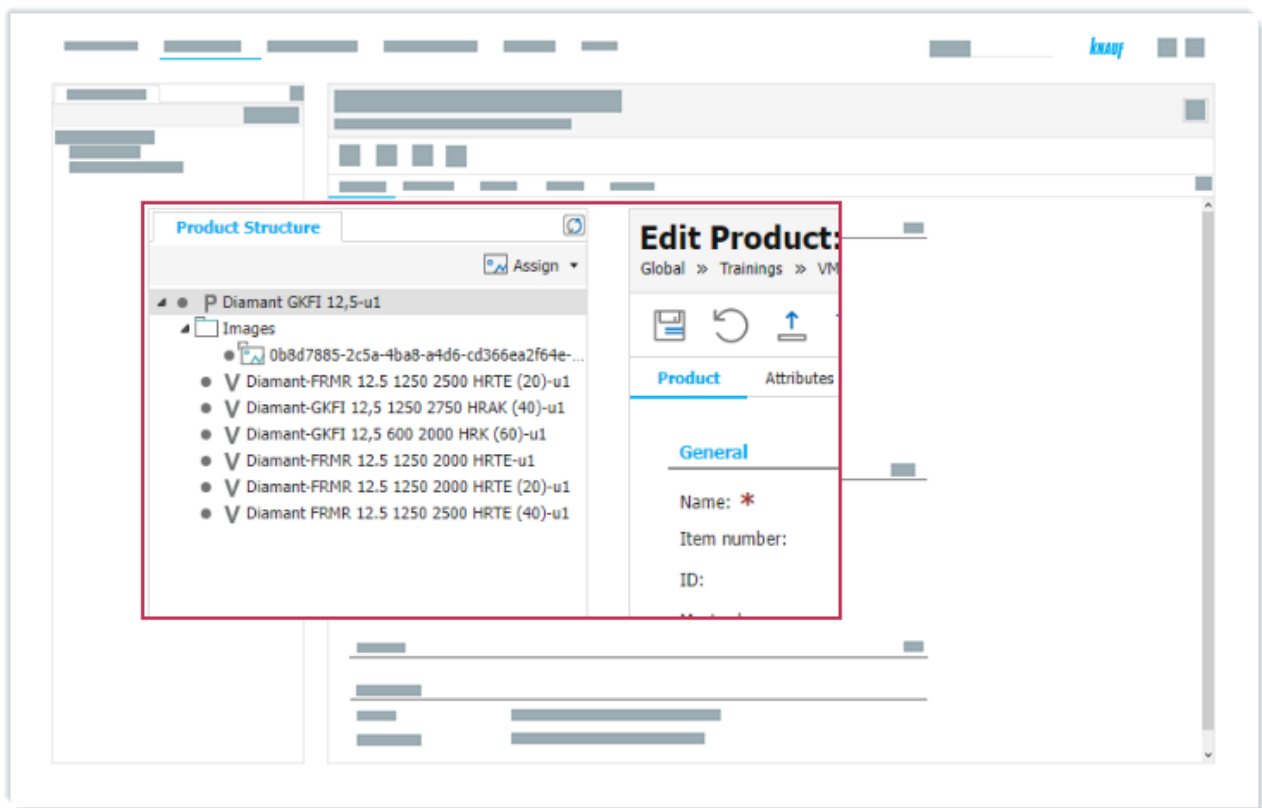 KNAUF
Product Structure
Assign
P Diamant GKFI 12,5-u1
Images
0b8d7885-2c5a-4ba8-a4d6-cd366ea2f64e-...
V Diamant-FRMR 12.5 1250 2500 HRTE (20)-u1
V Diamant-GKFI 12,5 1250 2750 HRAK (40)-u1
V Diamant-GKFI 12,5 600 2000 HRK (60)-u1
V Diamant-FRMR 12.5 1250 2000 HRTE-u1
V Diamant-FRMR 12.5 1250 2000 HRTE (20)-u1
V Diamant FRMR 12.5 1250 2500 HRTE (40)-u1
Edit Product:
Global » Trainings » VM
Product Attributes
General
Name: *
Item number:
ID: